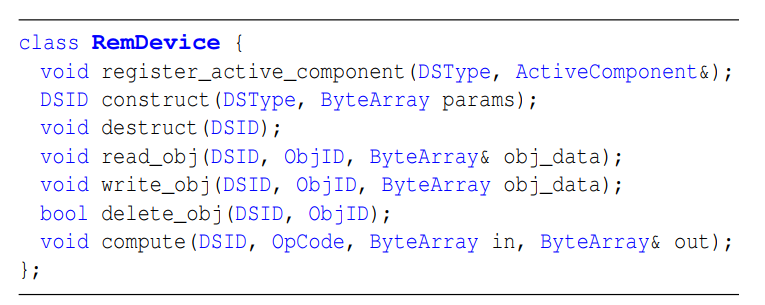 class RemDevice {
  void register_active_component(DSType, ActiveComponent&);
  DSID construct(DSType, ByteArray params);
  void destruct(DSID);
  void read_obj(DSID, ObjID, ByteArray& obj_data);
  void write_obj(DSID, ObjID, ByteArray obj_data);
  bool delete_obj(DSID, ObjID);
  void compute(DSID, OpCode, ByteArray in, ByteArray& out);
};